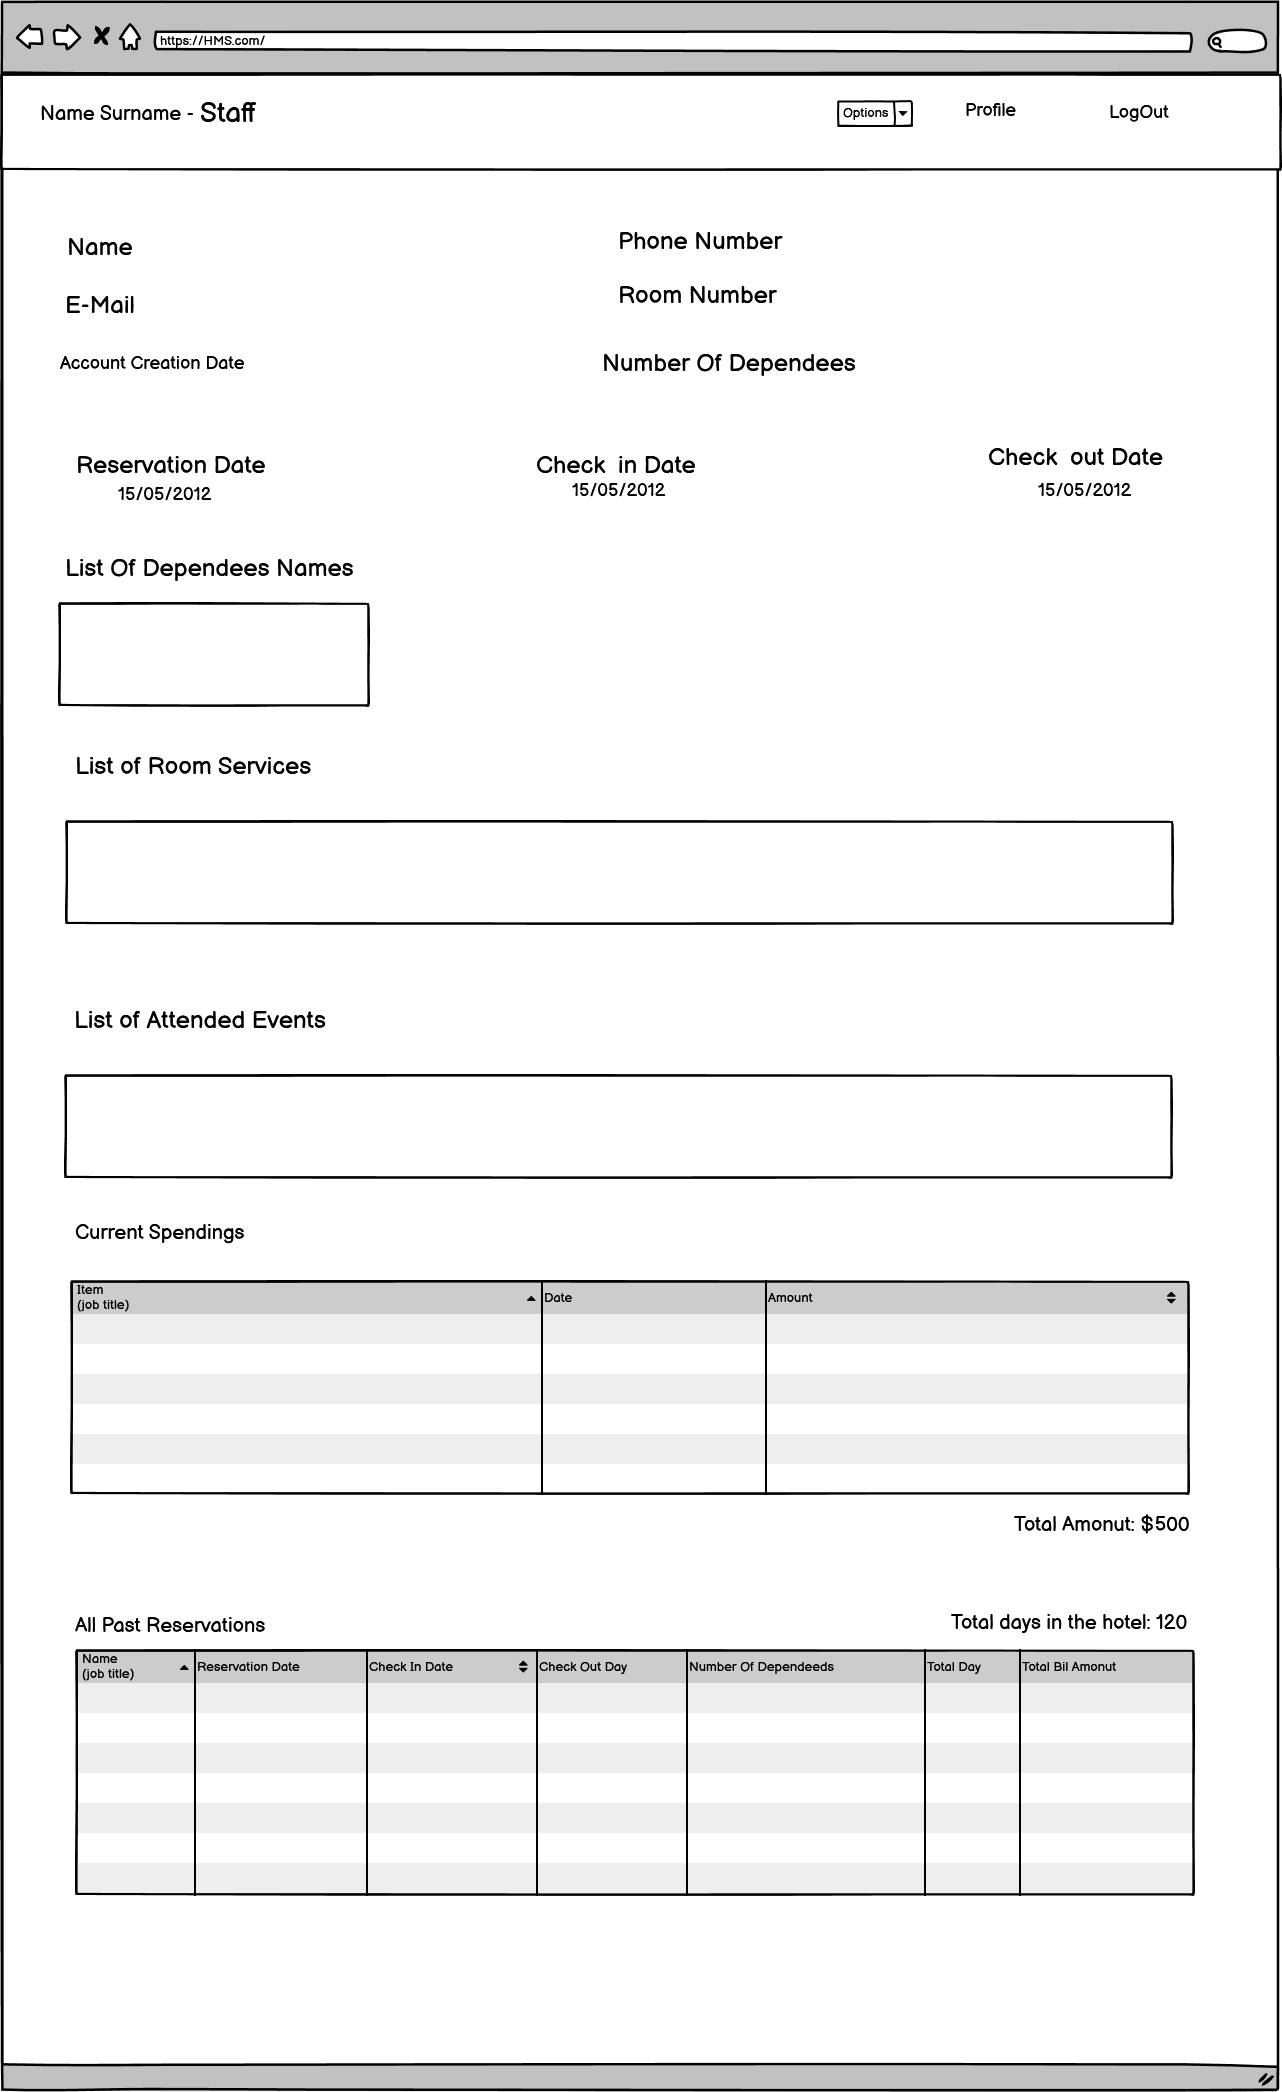 https://HMS.com/
Name Surname - Staff
Options
Profile
LogOut
Name
Phone Number
E-Mail
Room Number
Account Creation Date
Number Of Dependees
Reservation Date
15/05/2012
Check in Date
15/05/2012
Check out Date
15/05/2012
List Of Dependees Names
List of Room Services
List of Attended Events
Current Spendings
Item
(job title)
Date
Amount
Total Amonut: $500
All Past Reservations
Total days in the hotel: 120
Name
(job title)
Reservation Date
Check In Date
Check Out Day
Number Of Dependeeds
Total Day
Total Bil Amonut